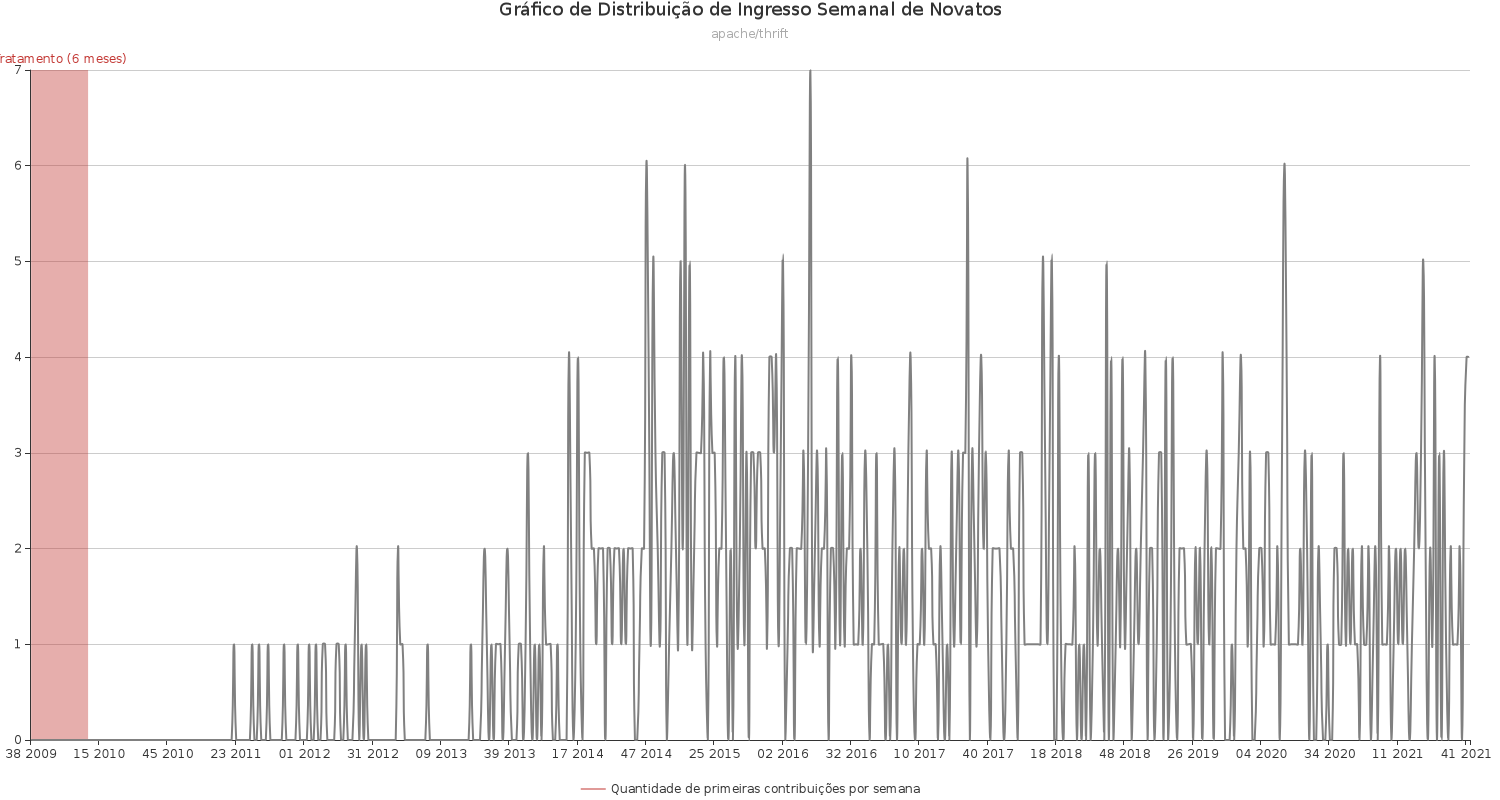 Gráfico de Distribuição de Ingresso Semanal de Novatos
apache/thrift
ratamento (6 meses)
7
6
5
4
3
2
1
0
38 2009 15 2010 45 2010 23 2011 01 2012 31 2012 09 2013 39 2013 17 2014 47 2014 25 2015 02 2016 32 2016 10 2017 40 2017 18 2018 48 2018 26 2019 04 2020 34 2020 11 2021 41 2021
Quantidade de primeiras contribuições por semana